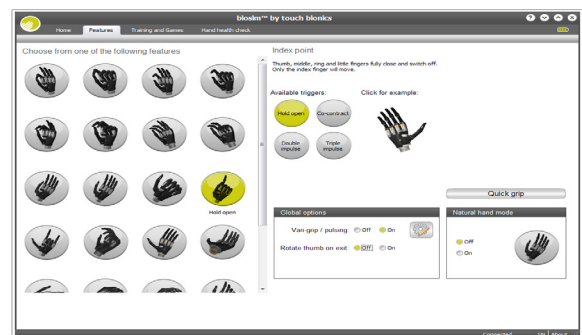 biosim™ by touch bionics
Home Features Training and Games Hand health check
Choose from one of the following features
Index point
Thumb, middle, ring and little fingers fully close and switch off.
Only the index finger will move.
Available triggers:
Click for example:
Hold open
Co-contract
Double
impulse
Triple
impulse
Hold open
Quick grip
Global options
Vari-grip / pulsing: Off On
Rotate thumb on exit: Off On
Natural hand mode
Off
On
Connected
About